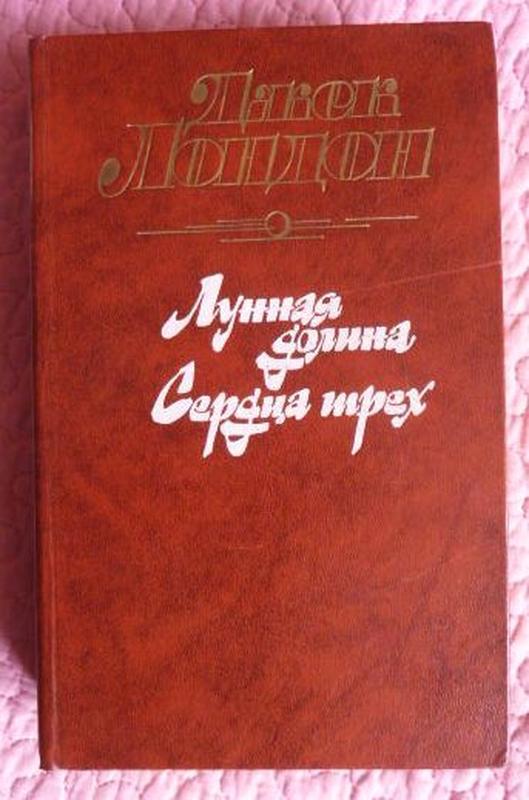 Джек
Лондон
Лунная
долина
Сердца трех